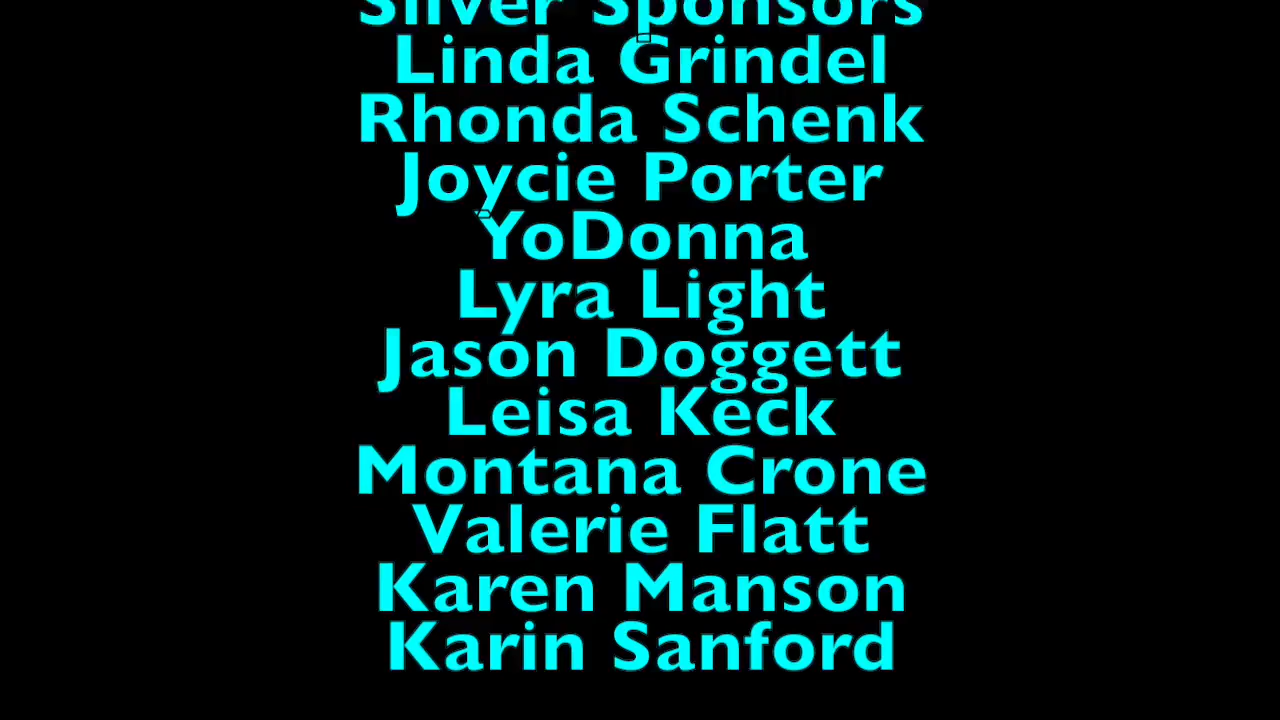 Silver Sponsors
Linda Grindel
Rhonda Schenk
Joycie Porter
YoDonna
Lyra Light
Jason Doggett
Leisa Keck
Montana Crone
Valerie Flatt
Karen Manson
Karin Sanford